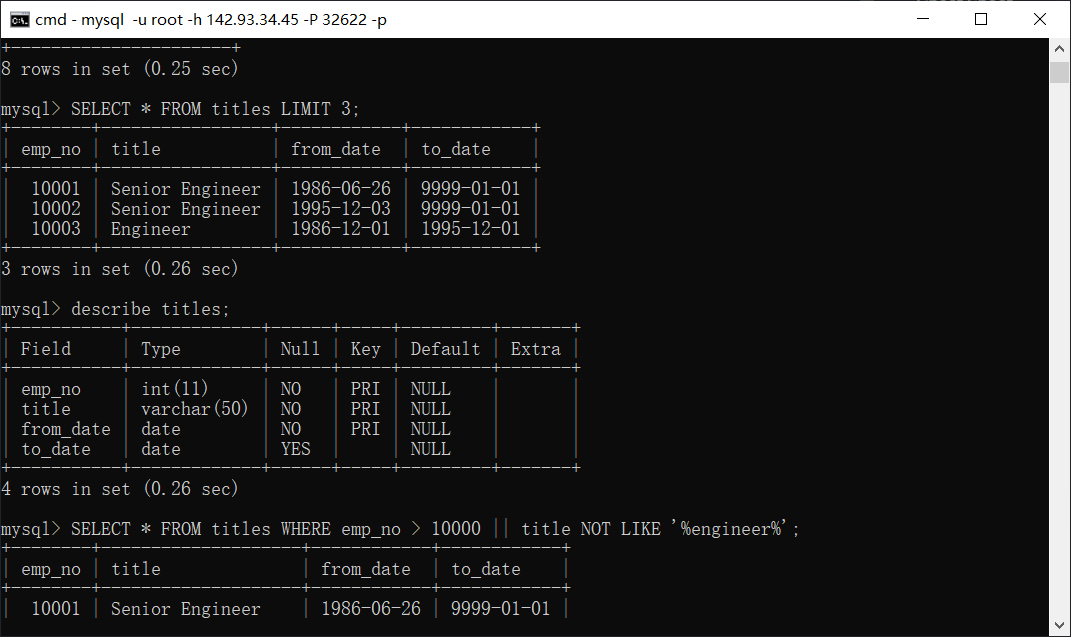 cmd - mysql  -u root -h 142.93.34.45 -P 32622 -p
+-----------------------+
8 rows in set (0.25 sec)
mysql> SELECT * FROM titles LIMIT 3;
+--------+-----------------+------------+------------+
| emp_no | title           | from_date  | to_date    |
+--------+-----------------+------------+------------+
|  10001 | Senior Engineer | 1986-06-26 | 9999-01-01 |
|  10002 | Senior Engineer | 1995-12-03 | 9999-01-01 |
|  10003 | Engineer        | 1986-12-01 | 1995-12-01 |
+--------+-----------------+------------+------------+
3 rows in set (0.26 sec)
mysql> describe titles;
+-----------+-------------+------+-----+---------+-------+
| Field     | Type        | Null | Key | Default | Extra |
+-----------+-------------+------+-----+---------+-------+
| emp_no    | int(11)     | NO   | PRI | NULL    |       |
| title     | varchar(50) | NO   | PRI | NULL    |       |
| from_date | date        | NO   | PRI | NULL    |       |
| to_date   | date        | YES  |     | NULL    |       |
+-----------+-------------+------+-----+---------+-------+
4 rows in set (0.26 sec)
mysql> SELECT * FROM titles WHERE emp_no > 10000 || title NOT LIKE '%engineer%';
+--------+--------------------+------------+------------+
| emp_no | title              | from_date  | to_date    |
+--------+--------------------+------------+------------+
|  10001 | Senior Engineer    | 1986-06-26 | 9999-01-01 |